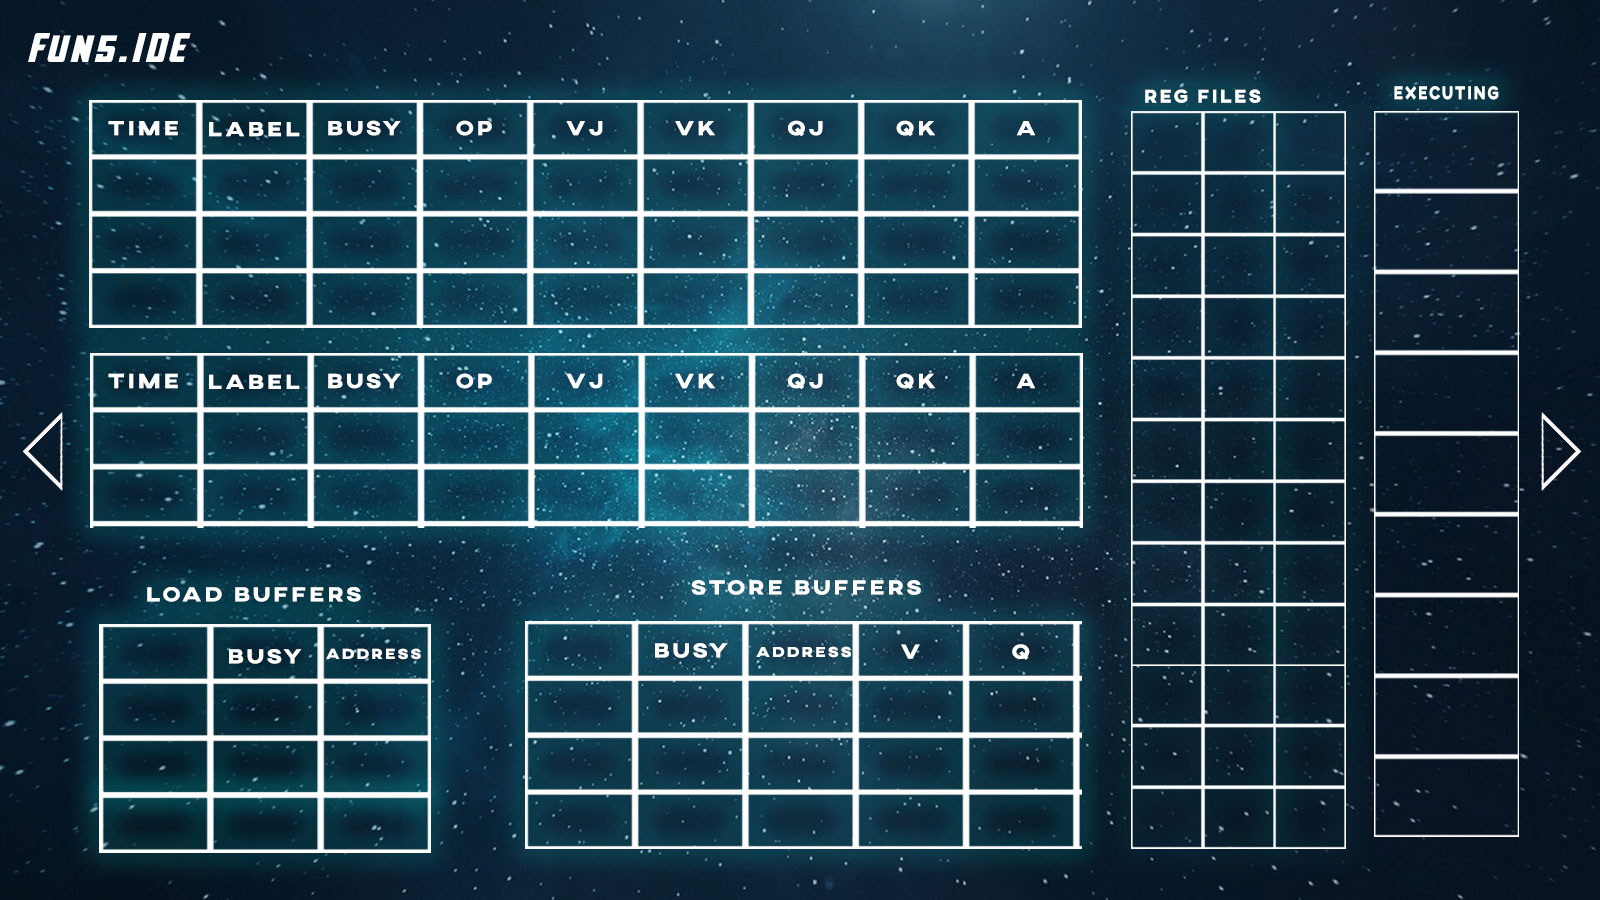 FUNS.IDE
REG FILES
EXECUTING
TIME LABEL BUSY OP VJ VK QJ QK A
TIME LABEL BUSY OP VJ VK QJ QK A
LOAD BUFFERS
BUSY ADDRESS
STORE BUFFERS
BUSY ADDRESS V Q